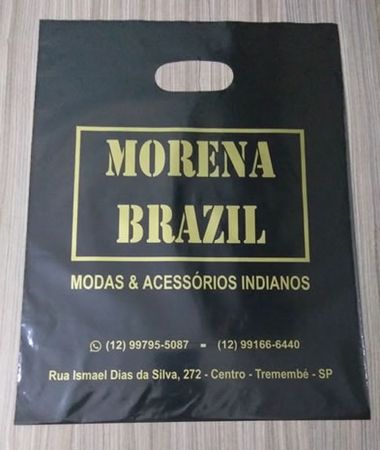 MORENA
BRAZIL
MODAS & ACESSÓRIOS INDIANOS
(12) 99795-5087 - (12) 99166-6440
Rua Ismael Dias da Silva, 272 - Centro - Tremembé - SP